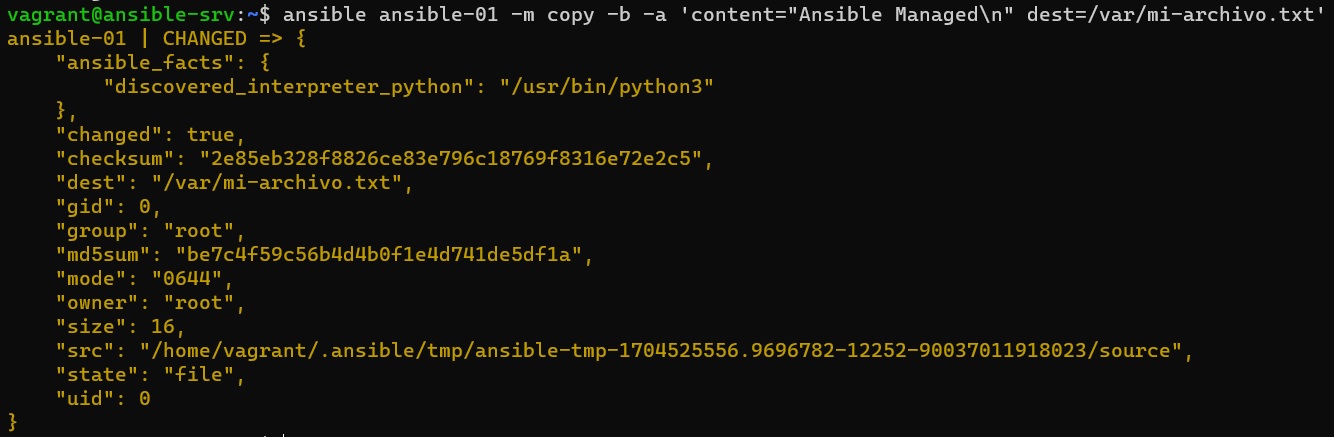 vagrant@ansible-srv:~$ ansible ansible-01 -m copy -b -a 'content="Ansible Managed\n" dest=/var/mi-archivo.txt'
ansible-01 | CHANGED => {
    "ansible_facts": {
        "discovered_interpreter_python": "/usr/bin/python3"
    },
    "changed": true,
    "checksum": "2e85eb328f8826ce83e796c18769f8316e72e2c5",
    "dest": "/var/mi-archivo.txt",
    "gid": 0,
    "group": "root",
    "md5sum": "be7c4f59c56b4d4b0f1e4d741de5df1a",
    "mode": "0644",
    "owner": "root",
    "size": 16,
    "src": "/home/vagrant/.ansible/tmp/ansible-tmp-1704525556.9696782-12252-90037011918023/source",
    "state": "file",
    "uid": 0
}